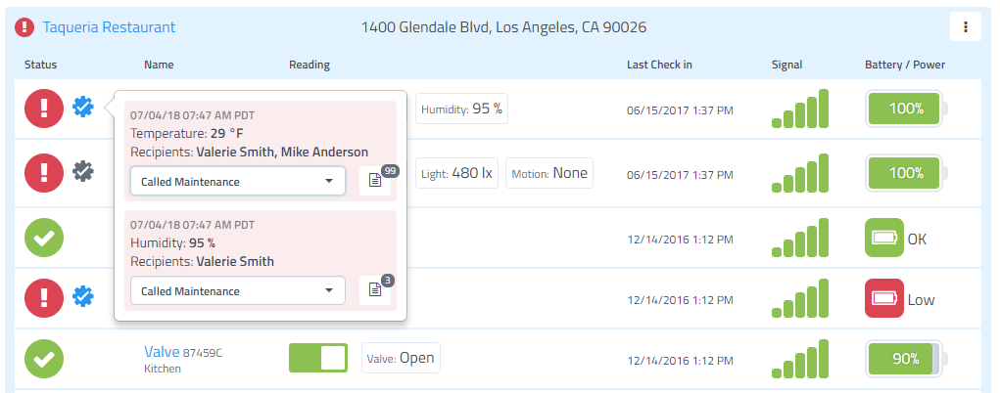 Taqueria Restaurant 1400 Glendale Blvd, Los Angeles, CA 90026
Status Name Reading Last Check in Signal Battery / Power
Humidity: 95 % 06/15/2017 1:37 PM 100%
07/04/18 07:47 AM PDT
Temperature: 29 °F
Recipients: Valerie Smith, Mike Anderson
Called Maintenance 99
Light: 480 lx Motion: None 06/15/2017 1:37 PM 100%
07/04/18 07:47 AM PDT
Humidity: 95 %
Recipients: Valerie Smith
Called Maintenance 3
12/14/2016 1:12 PM OK
12/14/2016 1:12 PM Low
Valve 87459C
Kitchen
Valve: Open 12/14/2016 1:12 PM 90%